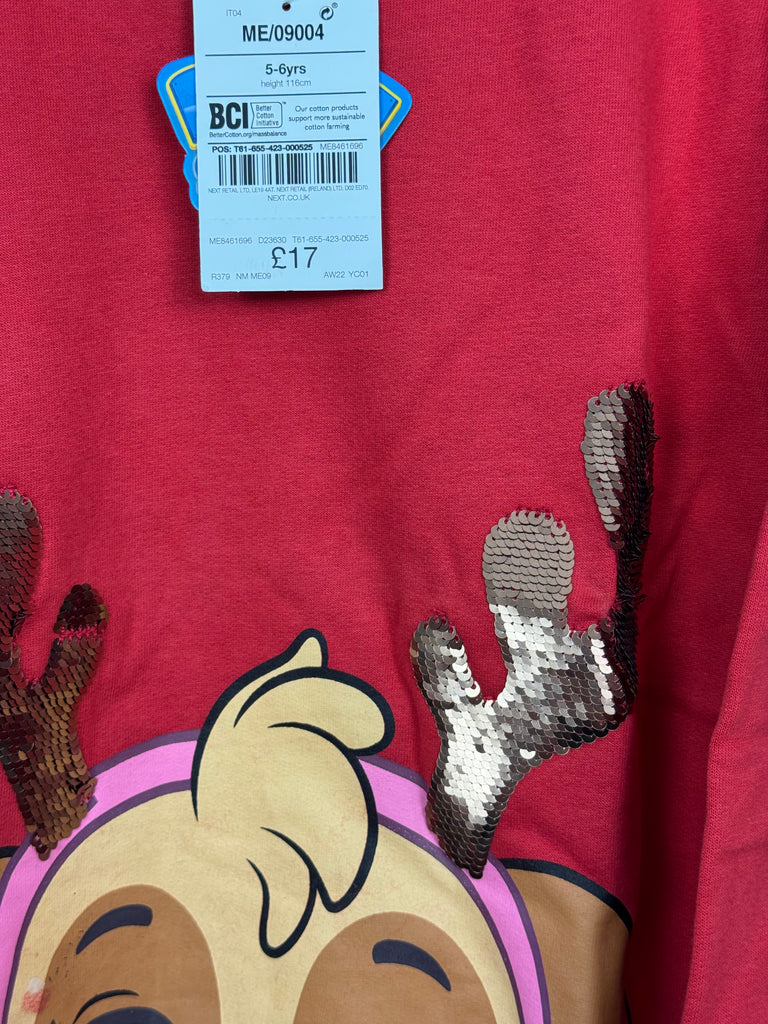 IT04
ME/09004
5-6yrs
height 116cm
BCI Better Cotton Initiative™
Our cotton products
support more sustainable
cotton farming
BetterCotton.org/massbalance
POS: T61-655-423-000525 ME8461696
NEXT RETAIL LTD, LE19 4AT. NEXT RETAIL (IRELAND) LTD, D02 ED70.
NEXT.CO.UK
ME8461696 D23630 T61-655-423-000525
£17
R379 NM ME09 AW22 YC01